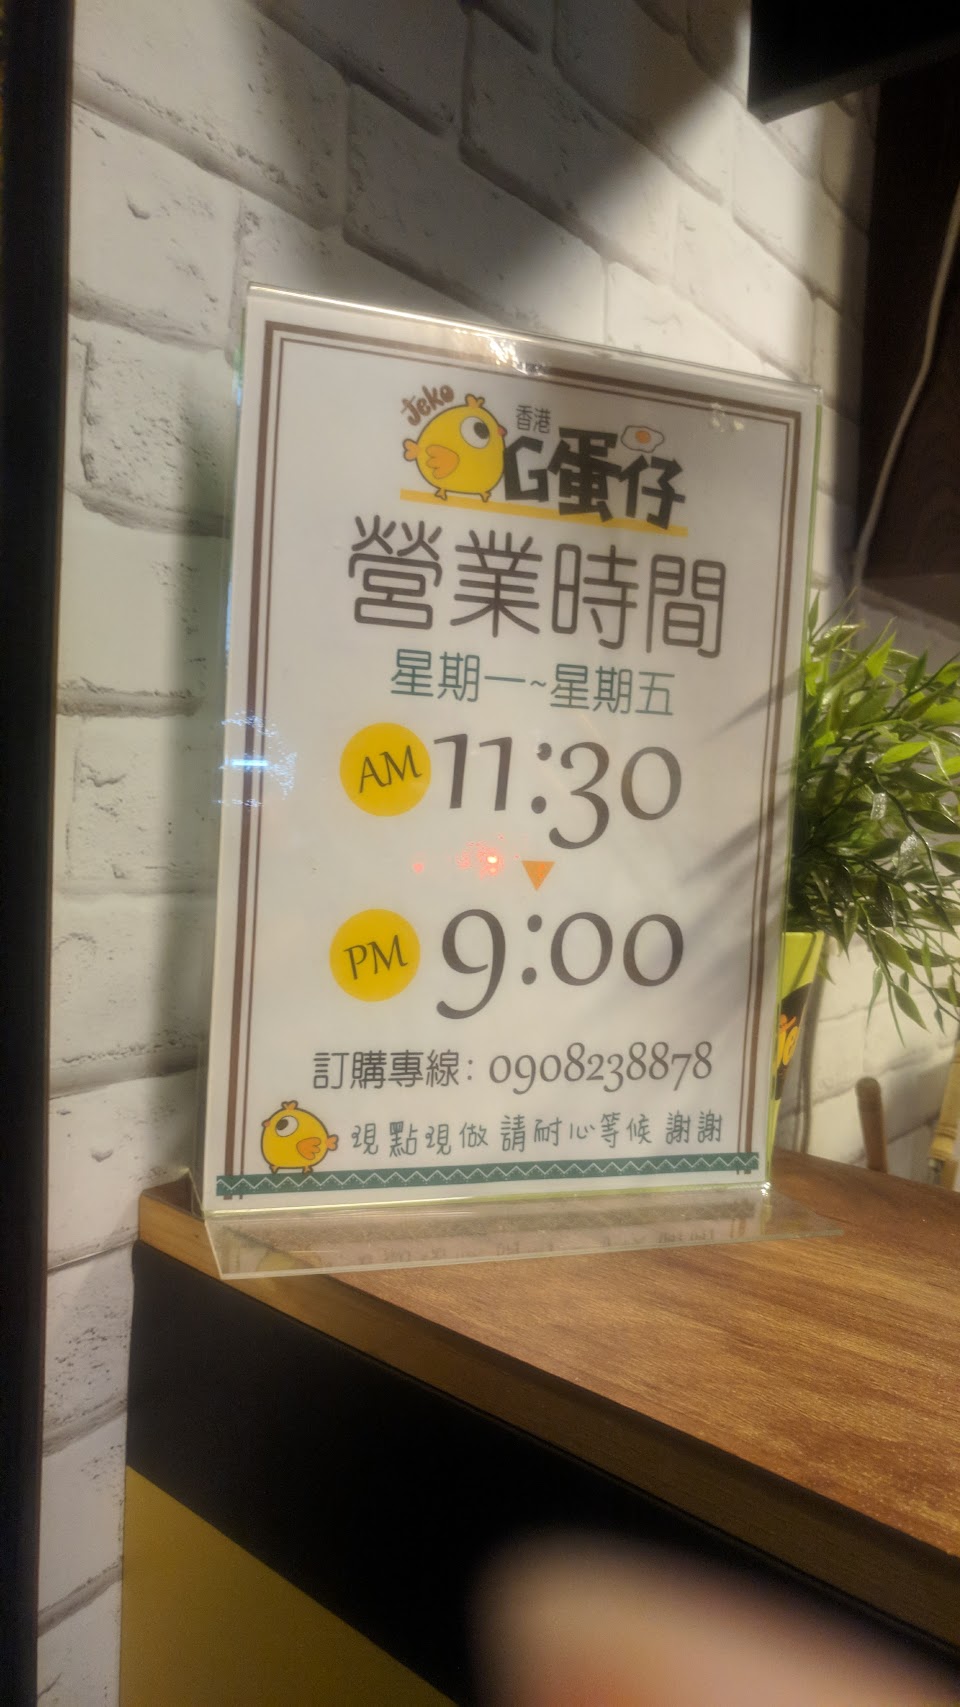 Jeko
香港
G蛋仔
營業時間
星期一~星期五
AM 11:30
PM 9:00
訂購專線: 0908238878
現點現做 請耐心等候 謝謝